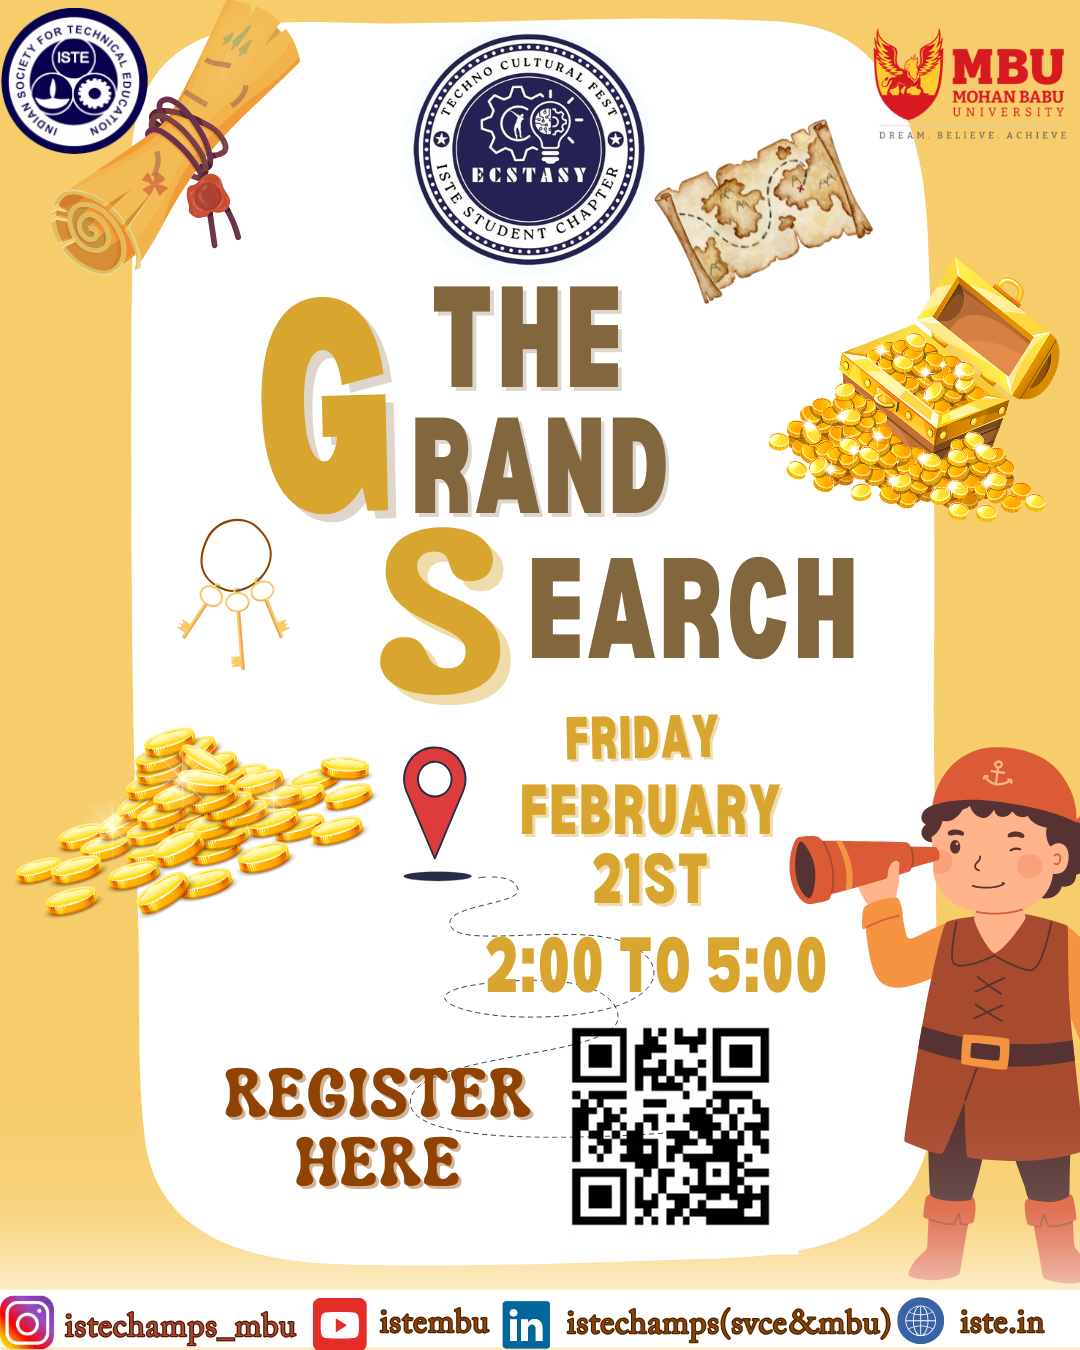 INDIAN SOCIETY FOR TECHNICAL EDUCATION
ISTE
TECHNO CULTURAL FEST
ECSTASY
ISTE STUDENT CHAPTER
MBU
MOHAN BABU
UNIVERSITY
DREAM. BELIEVE. ACHIEVE
THE
GRAND
SEARCH
FRIDAY
FEBRUARY
21ST
2:00 TO 5:00
REGISTER
HERE
istechamps_mbu istembu istechamps(svce&mbu) iste.in